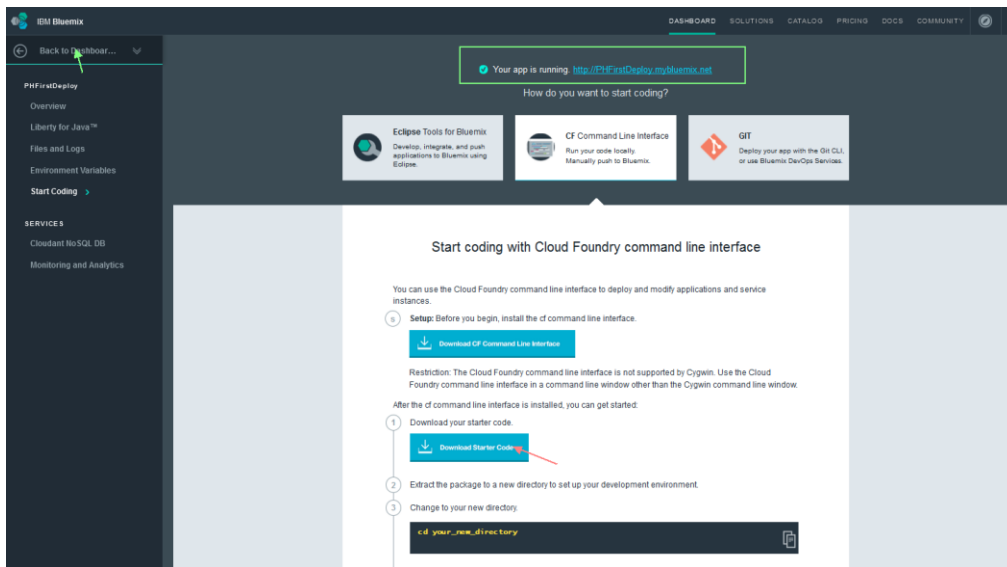 IBM Bluemix
DASHBOARD SOLUTIONS CATALOG PRICING DOCS COMMUNITY
Back to Dashboar...
PHFirstDeploy
Overview
Liberty for Java™
Files and Logs
Environment Variables
Start Coding >
SERVICES
Cloudant NoSQL DB
Monitoring and Analytics
Your app is running. http://PHFirstDeploy.mybluemix.net
How do you want to start coding?
Eclipse Tools for Bluemix
Develop, integrate, and push
applications to Bluemix using
Eclipse.
CF Command Line Interface
Run your code locally.
Manually push to Bluemix.
GIT
Deploy your app with the Git CLI,
or use Bluemix DevOps Services.
Start coding with Cloud Foundry command line interface
You can use the Cloud Foundry command line interface to deploy and modify applications and service
instances.
s Setup: Before you begin, install the cf command line interface.
Download CF Command Line Interface
Restriction: The Cloud Foundry command line interface is not supported by Cygwin. Use the Cloud
Foundry command line interface in a command line window other than the Cygwin command line window.
After the cf command line interface is installed, you can get started:
1 Download your starter code.
Download Starter Code
2 Extract the package to a new directory to set up your development environment.
3 Change to your new directory.
cd your_new_directory